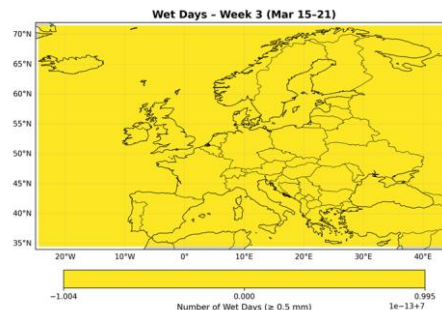 Wet Days – Week 3 (Mar 15–21)
70°N
65°N
60°N
55°N
50°N
45°N
40°N
35°N
20°W 10°W 0° 10°E 20°E 30°E 40°E
−1.004 0.000 0.995
Number of Wet Days (≥ 0.5 mm) 1e−13+7